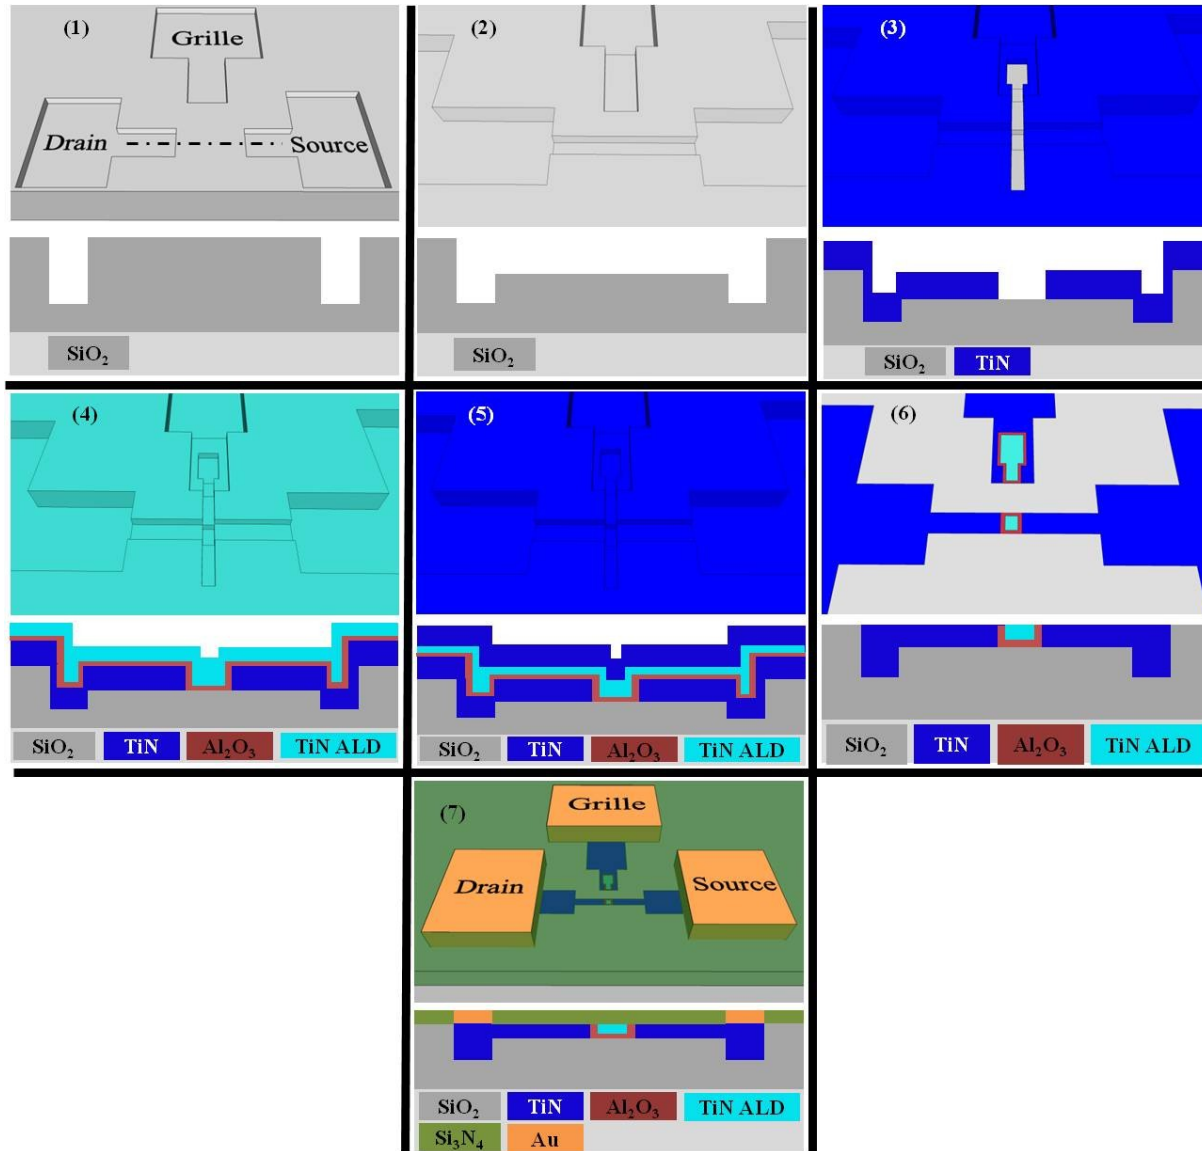 (1)
Grille
Drain
Source
SiO₂
(2)
SiO₂
(3)
SiO₂ TiN
(4)
SiO₂ TiN Al₂O₃ TiN ALD
(5)
SiO₂ TiN Al₂O₃ TiN ALD
(6)
SiO₂ TiN Al₂O₃ TiN ALD
(7)
Grille
Drain
Source
SiO₂ TiN Al₂O₃ TiN ALD
Si₃N₄ Au